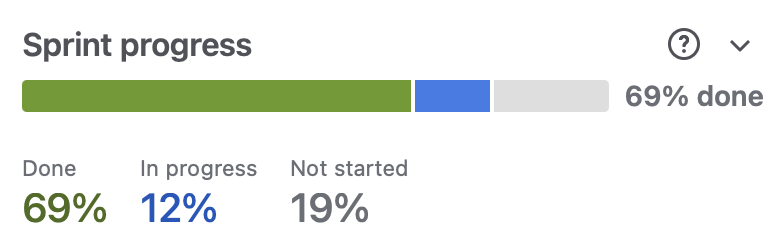 Sprint progress
?
69% done
Done In progress Not started
69% 12% 19%